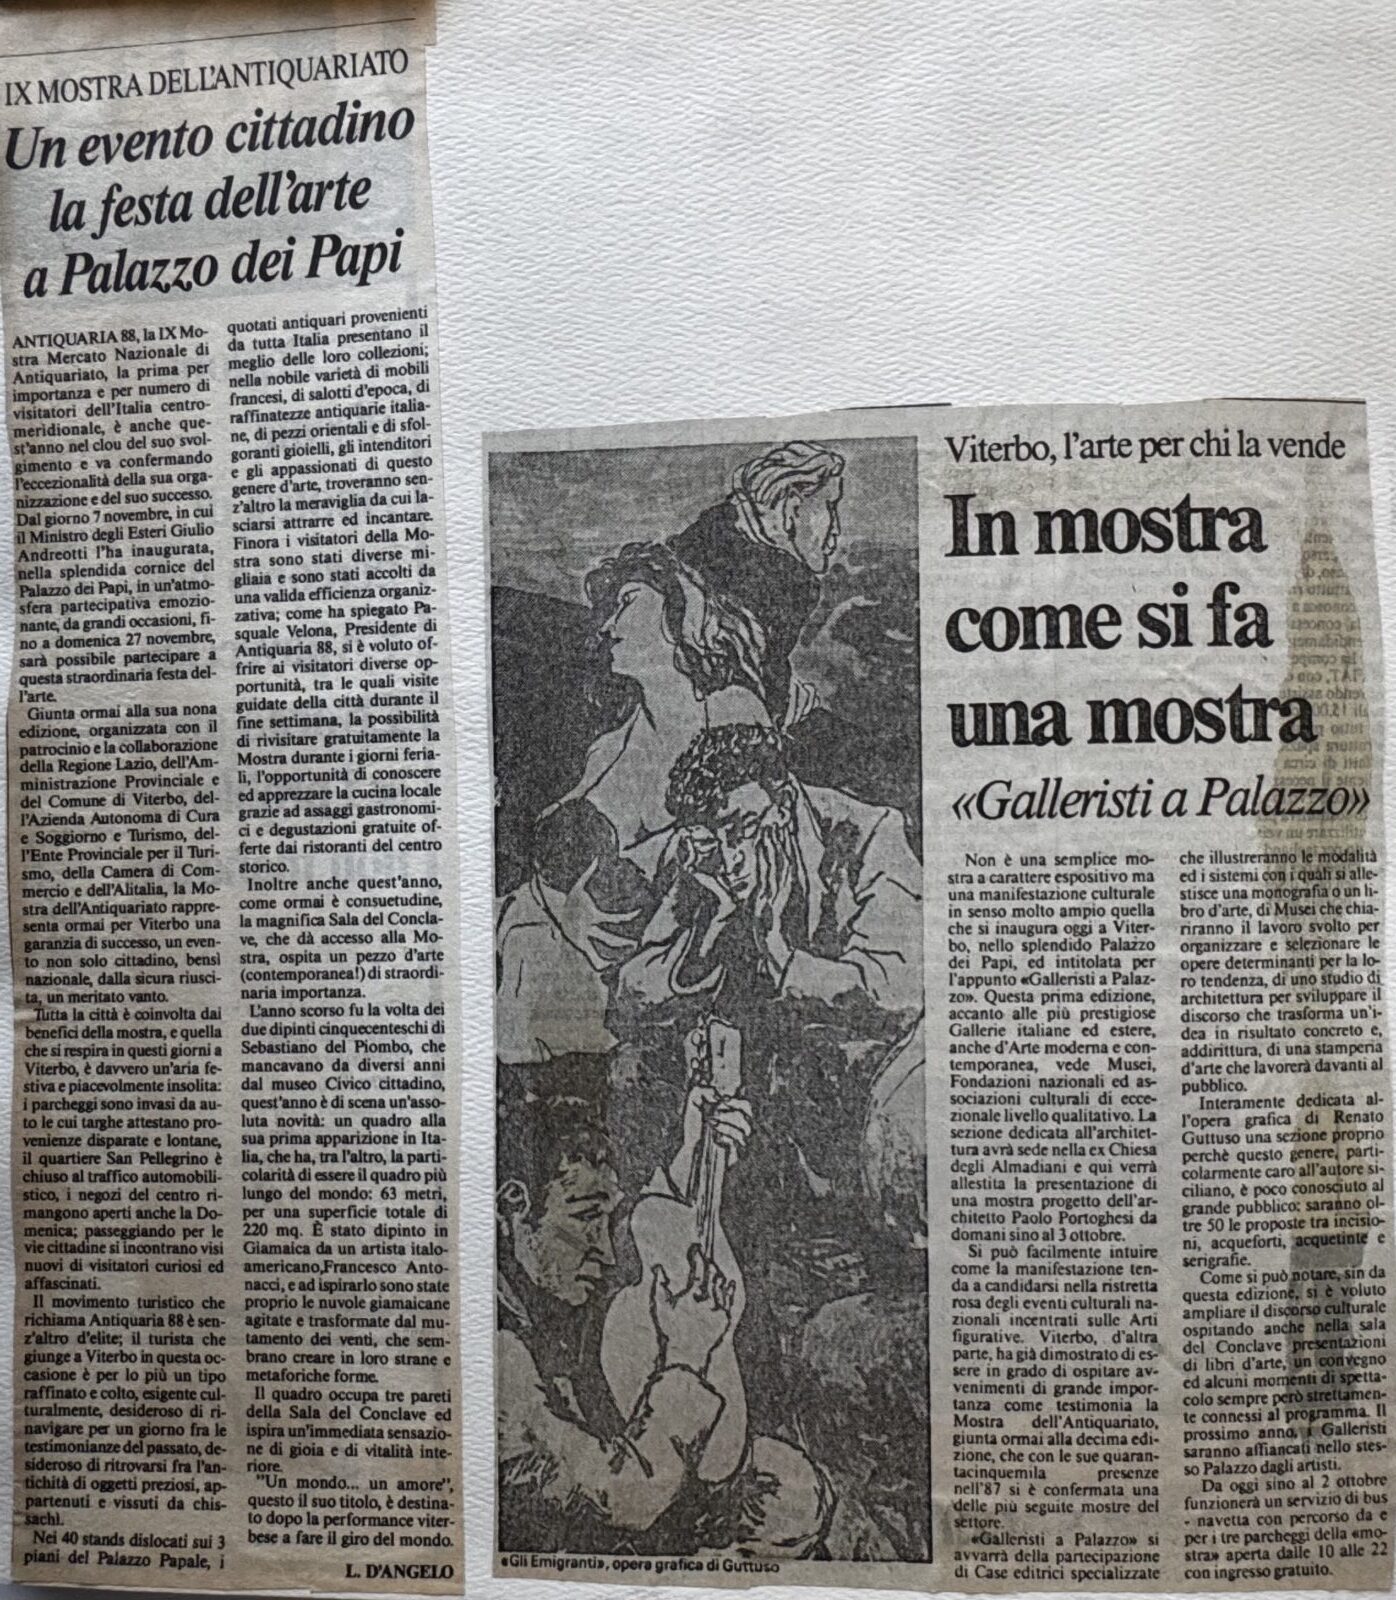 IX MOSTRA DELL'ANTIQUARIATO
Un evento cittadino
la festa dell'arte
a Palazzo dei Papi
ANTIQUARIA 88, la IX Mo-
stra Mercato Nazionale di
Antiquariato, la prima per
importanza e per numero di
visitatori dell'Italia centro-
meridionale, è anche que-
st'anno nel clou del suo svol-
gimento e va confermando
l'eccezionalità della sua orga-
nizzazione e del suo successo.
Dal giorno 7 novembre, in cui
il Ministro degli Esteri Giulio
Andreotti l'ha inaugurata,
nella splendida cornice del
Palazzo dei Papi, in un'atmo-
sfera partecipativa emozio-
nante, da grandi occasioni, fi-
no a domenica 27 novembre,
sarà possibile partecipare a
questa straordinaria festa del-
l'arte.
Giunta ormai alla sua nona
edizione, organizzata con il
patrocinio e la collaborazione
della Regione Lazio, dell'Am-
ministrazione Provinciale e
del Comune di Viterbo, del-
l'Azienda Autonoma di Cura
e Soggiorno e Turismo, del-
l'Ente Provinciale per il Turi-
smo, della Camera di Com-
mercio e dell'Alitalia, la Mo-
stra dell'Antiquariato rappre-
senta ormai per Viterbo una
garanzia di successo, un even-
to non solo cittadino, bensì
nazionale, dalla sicura riusci-
ta, un meritato vanto.
Tutta la città è coinvolta dai
benefici della mostra, e quella
che si respira in questi giorni a
Viterbo, è davvero un'aria fe-
stiva e piacevolmente insolita:
i parcheggi sono invasi da au-
to le cui targhe attestano pro-
venienze disparate e lontane,
il quartiere San Pellegrino è
chiuso al traffico automobili-
stico, i negozi del centro ri-
mangono aperti anche la Do-
menica; passeggiando per le
vie cittadine si incontrano visi
nuovi di visitatori curiosi ed
affascinati.
Il movimento turistico che
richiama Antiquaria 88 è sen-
z'altro d'elite; il turista che
giunge a Viterbo in questa oc-
casione è per lo più un tipo
raffinato e colto, esigente cul-
turalmente, desideroso di ri-
navigare per un giorno fra le
testimonianze del passato, de-
sideroso di ritrovarsi fra l'an-
tichità di oggetti preziosi, ap-
partenuti e vissuti da chis-
sachì.
Nei 40 stands dislocati sui 3
piani del Palazzo Papale, i
quotati antiquari provenienti
da tutta Italia presentano il
meglio delle loro collezioni;
nella nobile varietà di mobili
francesi, di salotti d'epoca, di
raffinatezze antiquarie italia-
ne, di pezzi orientali e di sfol-
goranti gioielli, gli intenditori
e gli appassionati di questo
genere d'arte, troveranno sen-
z'altro la meraviglia da cui la-
sciarsi attrarre ed incantare.
Finora i visitatori della Mo-
stra sono stati diverse mi-
gliaia e sono stati accolti da
una valida efficienza organiz-
zativa; come ha spiegato Pa-
squale Velona, Presidente di
Antiquaria 88, si è voluto of-
frire ai visitatori diverse op-
portunità, tra le quali visite
guidate della città durante il
fine settimana, la possibilità
di rivisitare gratuitamente la
Mostra durante i giorni feria-
li, l'opportunità di conoscere
ed apprezzare la cucina locale
grazie ad assaggi gastronomi-
ci e degustazioni gratuite of-
ferte dai ristoranti del centro
storico.
Inoltre anche quest'anno,
come ormai è consuetudine,
la magnifica Sala del Concla-
ve, che dà accesso alla Mo-
stra, ospita un pezzo d'arte
(contemporanea!) di straordi-
naria importanza.
L'anno scorso fu la volta dei
due dipinti cinquecenteschi di
Sebastiano del Piombo, che
mancavano da diversi anni
dal museo Civico cittadino,
quest'anno è di scena un'asso-
luta novità: un quadro alla
sua prima apparizione in Ita-
lia, che ha, tra l'altro, la parti-
colarità di essere il quadro più
lungo del mondo: 63 metri,
per una superficie totale di
220 mq. È stato dipinto in
Giamaica da un artista italo-
americano,Francesco Anto-
nacci, e ad ispirarlo sono state
proprio le nuvole giamaicane
agitate e trasformate dal mu-
tamento dei venti, che sem-
brano creare in loro strane e
metaforiche forme.
Il quadro occupa tre pareti
della Sala del Conclave ed
ispira un'immediata sensazio-
ne di gioia e di vitalità inte-
riore.
"Un mondo... un amore",
questo il suo titolo, è destina-
to dopo la performance viter-
bese a fare il giro del mondo.
L. D'ANGELO
«Gli Emigranti», opera grafica di Guttuso
Viterbo, l'arte per chi la vende
In mostra
come si fa
una mostra
«Galleristi a Palazzo»
Non è una semplice mo-
stra a carattere espositivo ma
una manifestazione culturale
in senso molto ampio quella
che si inaugura oggi a Viter-
bo, nello splendido Palazzo
dei Papi, ed intitolata per
l'appunto «Galleristi a Palaz-
zo». Questa prima edizione,
accanto alle più prestigiose
Gallerie italiane ed estere,
anche d'Arte moderna e con-
temporanea, vede Musei,
Fondazioni nazionali ed as-
sociazioni culturali di ecce-
zionale livello qualitativo. La
sezione dedicata all'architet-
tura avrà sede nella ex Chiesa
degli Almadiani e qui verrà
allestita la presentazione di
una mostra progetto dell'ar-
chitetto Paolo Portoghesi da
domani sino al 3 ottobre.
Si può facilmente intuire
come la manifestazione ten-
da a candidarsi nella ristretta
rosa degli eventi culturali na-
zionali incentrati sulle Arti
figurative. Viterbo, d'altra
parte, ha già dimostrato di es-
sere in grado di ospitare av-
venimenti di grande impor-
tanza come testimonia la
Mostra dell'Antiquariato,
giunta ormai alla decima edi-
zione, che con le sue quaran-
tacinquemila presenze
nell'87 si è confermata una
delle più seguite mostre del
settore.
«Galleristi a Palazzo» si
avvarrà della partecipazione
di Case editrici specializzate
che illustreranno le modalità
ed i sistemi con i quali si alle-
stisce una monografia o un li-
bro d'arte, di Musei che chia-
riranno il lavoro svolto per
organizzare e selezionare le
opere determinanti per la lo-
ro tendenza, di uno studio di
architettura per sviluppare il
discorso che trasforma un'i-
dea in risultato concreto e,
addirittura, di una stamperia
d'arte che lavorerà davanti al
pubblico.
Interamente dedicata al-
l'opera grafica di Renato
Guttuso una sezione proprio
perchè questo genere, parti-
colarmente caro all'autore si-
ciliano, è poco conosciuto al
grande pubblico: saranno ol-
tre 50 le proposte tra incisio-
ni, acqueforti, acquetinte e
serigrafie.
Come si può notare, sin da
questa edizione, si è voluto
ampliare il discorso culturale
ospitando anche nella sala
del Conclave presentazioni
di libri d'arte, un convegno
ed alcuni momenti di spetta-
colo sempre però strettamen-
te connessi al programma. Il
prossimo anno, i Galleristi
saranno affiancati nello stes-
so Palazzo dagli artisti.
Da oggi sino al 2 ottobre
funzionerà un servizio di bus
- navetta con percorso da e
per i tre parcheggi della «mo-
stra» aperta dalle 10 alle 22
con ingresso gratuito.